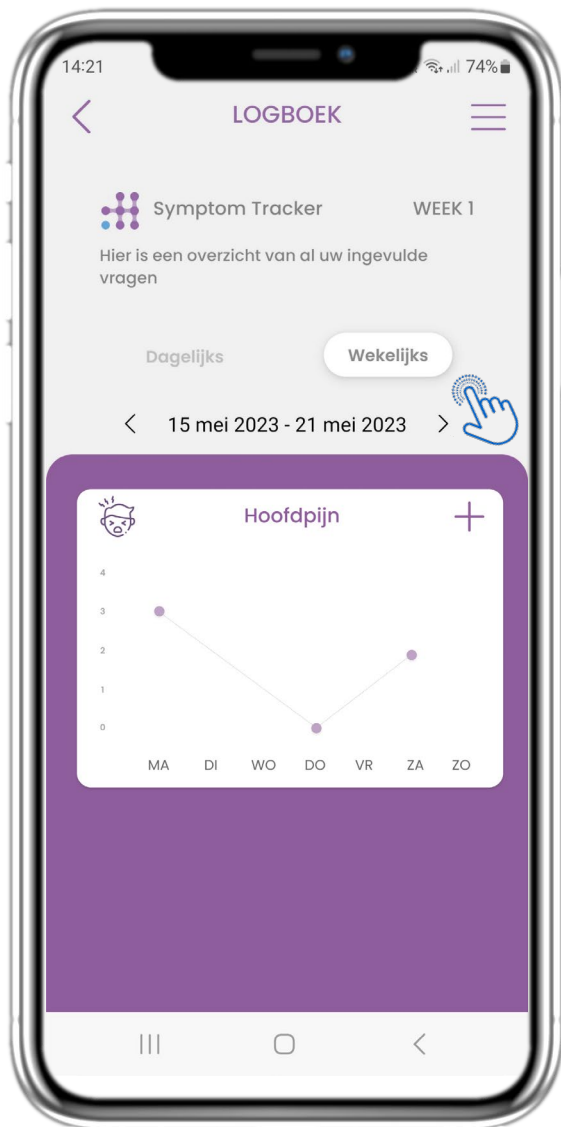 14:21
74%
LOGBOEK
Symptom Tracker WEEK 1
Hier is een overzicht van al uw ingevulde
vragen
Dagelijks Wekelijks
15 mei 2023 - 21 mei 2023
Hoofdpijn
4
3
2
1
0
MA DI WO DO VR ZA ZO